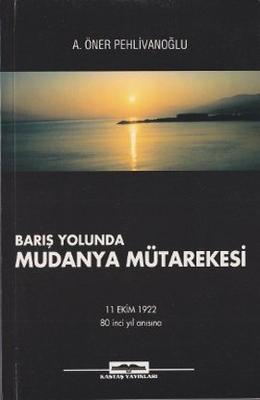 A. ÖNER PEHLİVANOĞLU
BARIŞ YOLUNDA
MUDANYA MÜTAREKESİ
11 EKİM 1922
80 inci yıl anısına
KASTAŞ YAYINLARI